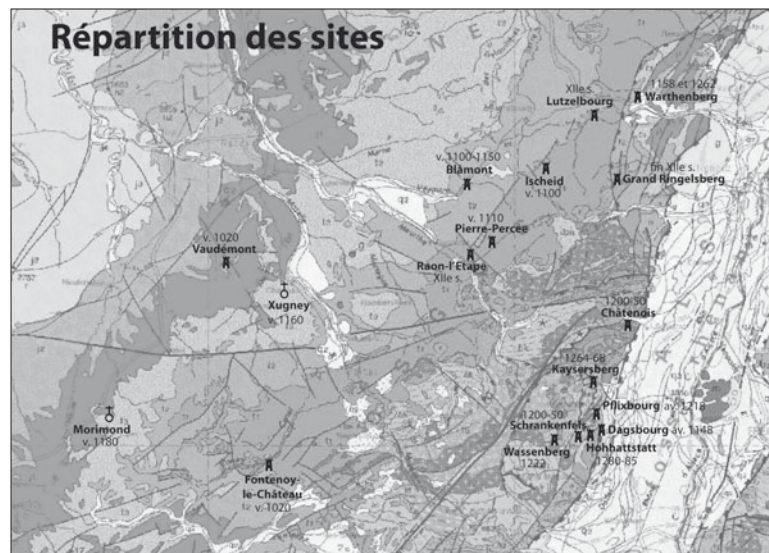 Répartition des sites
XIIe s.
Lutzelbourg
1158 et 1262
Warthenberg
v. 1100-1150
Blâmont
Ischeid
v. 1100
fin XIIe s.
Grand Ringelsberg
v. 1110
Pierre-Percée
Raon-l'Etape
XIIe s.
v. 1020
Vaudémont
Xugney
v. 1160
1200-50
Châtenois
1264-68
Kaysersberg
Pflixbourg av. 1218
1200-50
Schrankenfels
Dagsbourg av. 1148
Wassenberg
1222
Hohhattstatt
1280-85
Morimond
v. 1180
Fontenoy-
le-Château
v. 1020